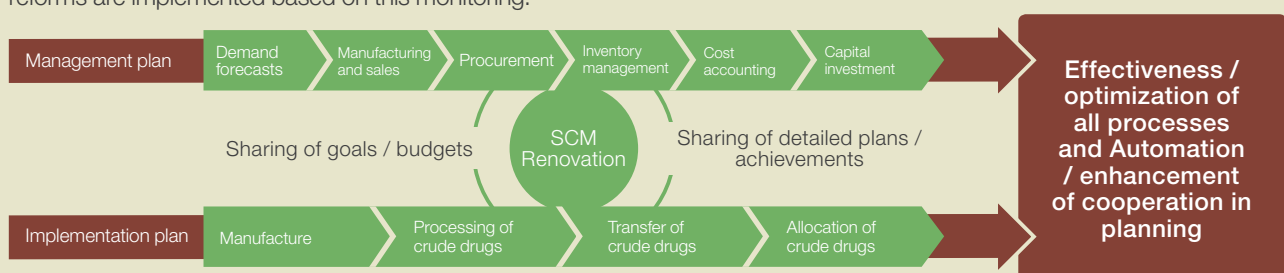 reforms are implemented based on this monitoring.
Management plan
Demand
forecasts
Manufacturing
and sales
Procurement
Inventory
management
Cost
accounting
Capital
investment
Sharing of goals / budgets
SCM
Renovation
Sharing of detailed plans /
achievements
Implementation plan
Manufacture
Processing of
crude drugs
Transfer of
crude drugs
Allocation of
crude drugs
Effectiveness /
optimization of
all processes
and Automation
/ enhancement
of cooperation in
planning